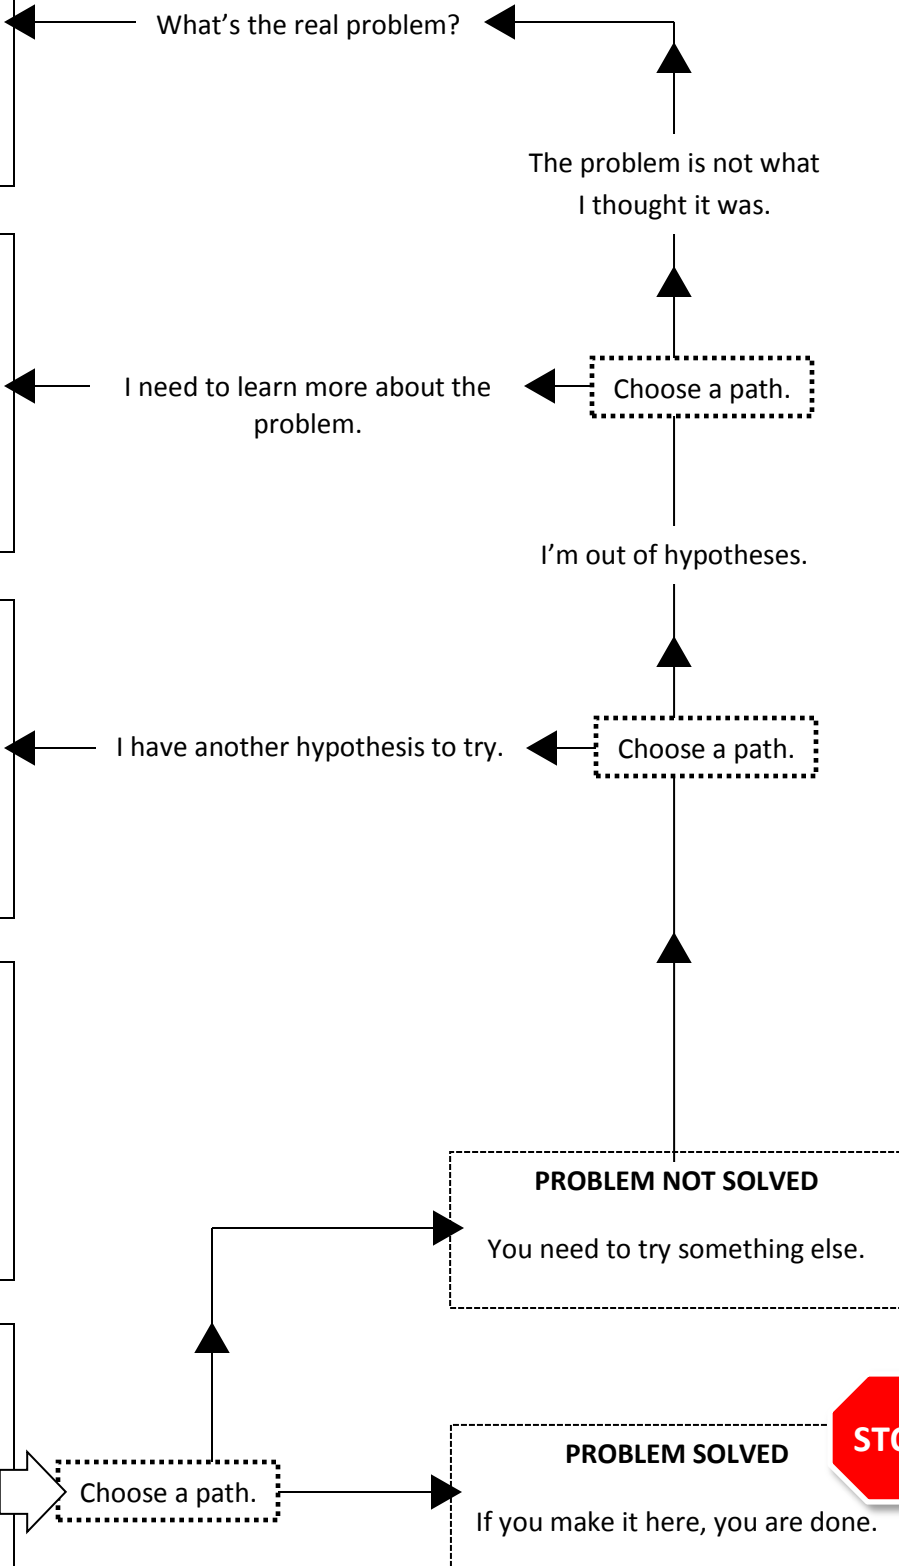 What’s the real problem?
The problem is not what
I thought it was.
I need to learn more about the
problem.
Choose a path.
I’m out of hypotheses.
I have another hypothesis to try.
Choose a path.
PROBLEM NOT SOLVED
You need to try something else.
PROBLEM SOLVED
Choose a path.
If you make it here, you are done.